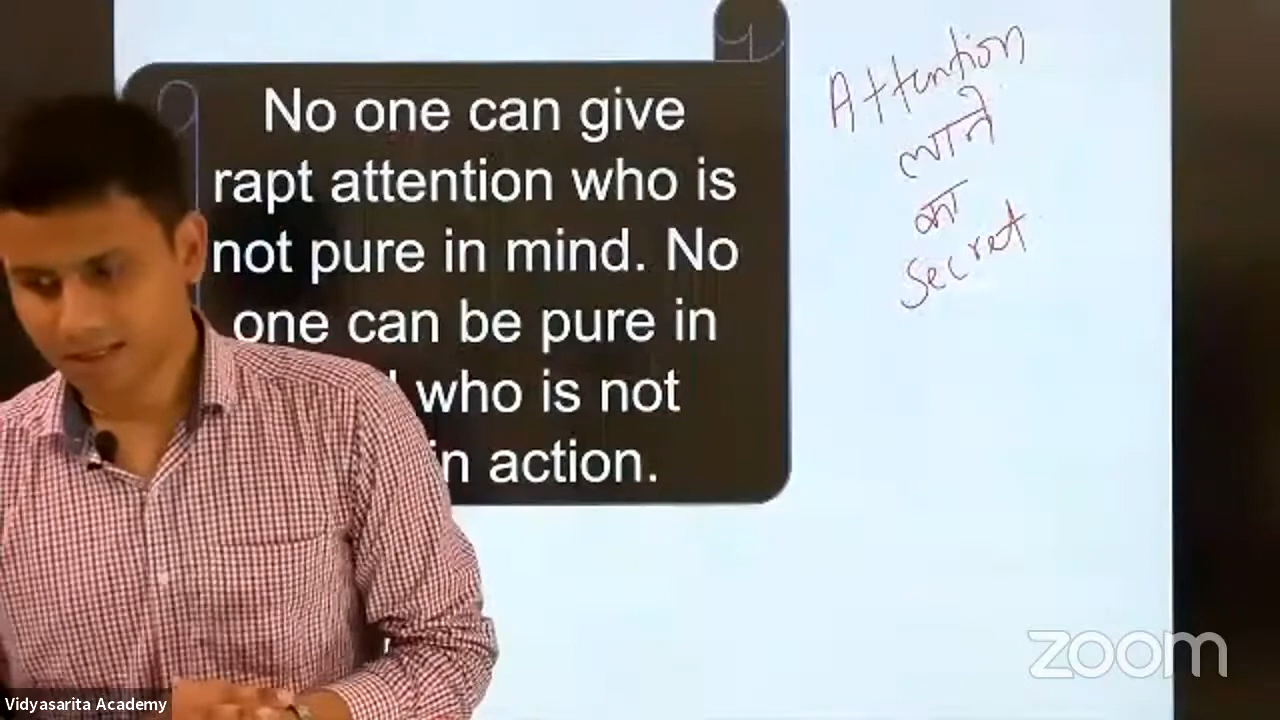 No one can give
rapt attention who is
not pure in mind. No
one can be pure in
who is not
in action.
Attention
लाने
का
Secret
zoom
Vidyasarita Academy